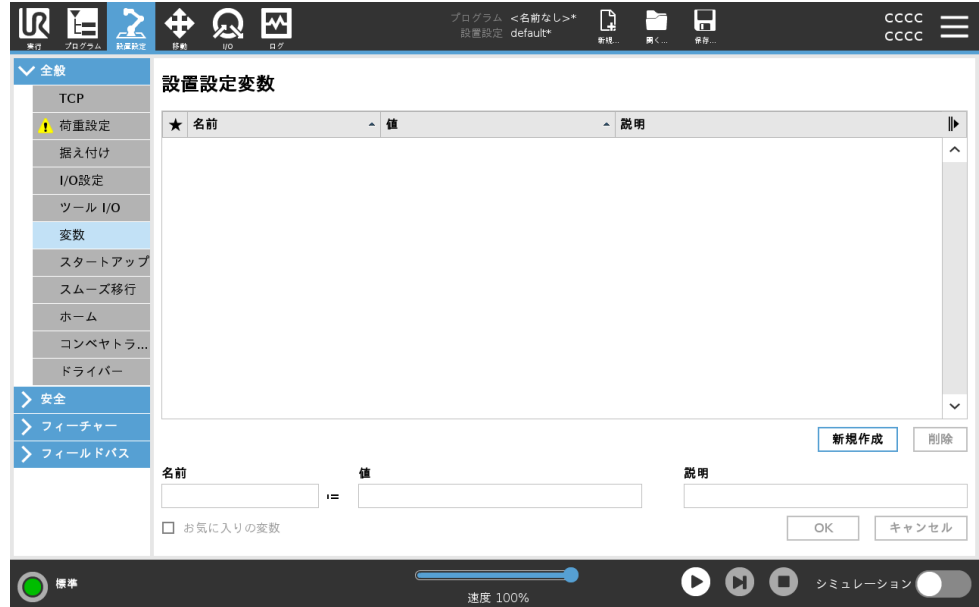 UR
実行
プログラム
設置設定
移動
I/O
ログ
プログラム <名前なし>*
設置設定 default*
新規...
開く...
保存...
CCCC
CCCC
全般
TCP
荷重設定
据え付け
I/O設定
ツール I/O
変数
スタートアップ
スムーズ移行
ホーム
コンベヤトラ...
ドライバー
安全
フィーチャー
フィールドバス
設置設定変数
★ 名前 値 説明
新規作成 削除
名前 値 説明
:=
お気に入りの変数
OK キャンセル
標準
速度 100%
シミュレーション